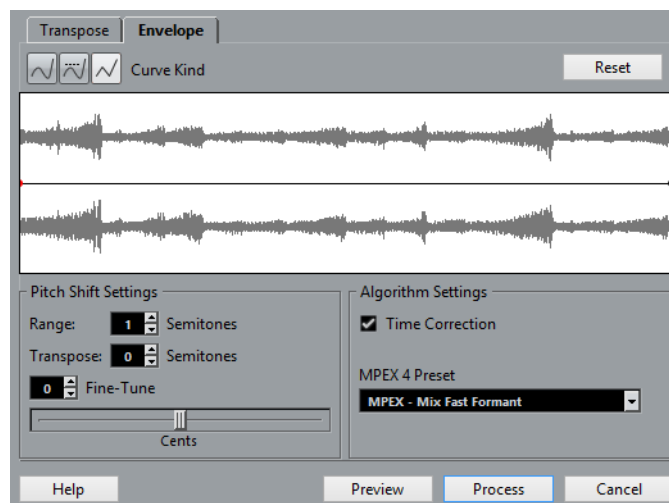 Transpose Envelope
Curve Kind Reset
Pitch Shift Settings
Range: 1 Semitones
Transpose: 0 Semitones
0 Fine-Tune
Cents
Algorithm Settings
Time Correction
MPEX 4 Preset
MPEX - Mix Fast Formant
Help Preview Process Cancel